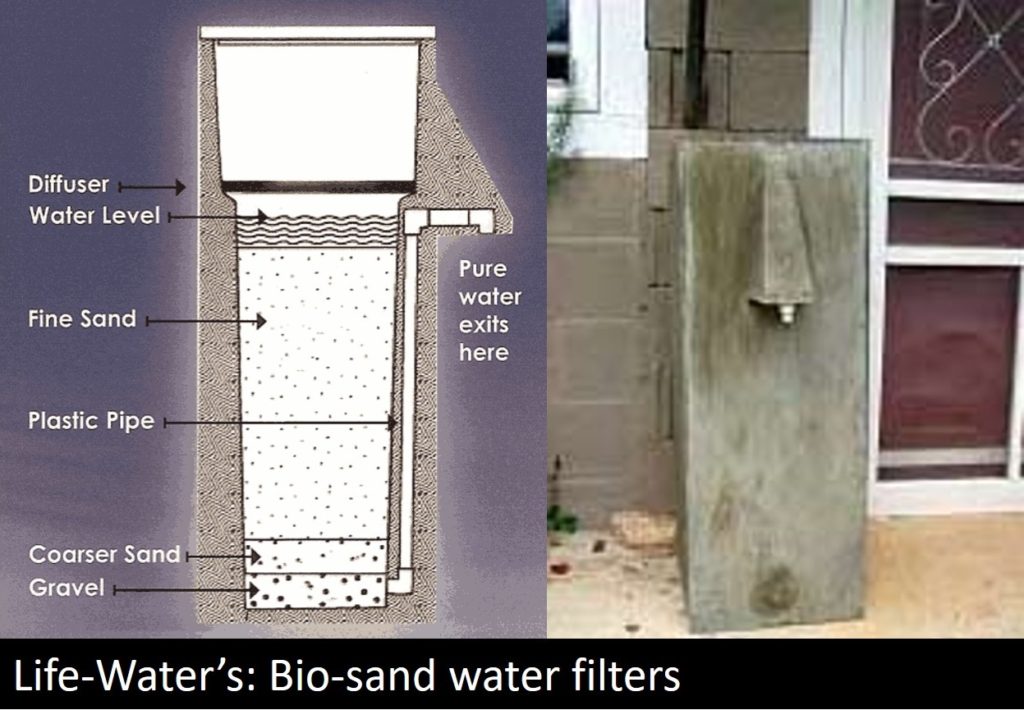 Diffuser
Water Level
Fine Sand
Plastic Pipe
Coarser Sand
Gravel
Pure
water
exits
here
Life-Water's: Bio-sand water filters